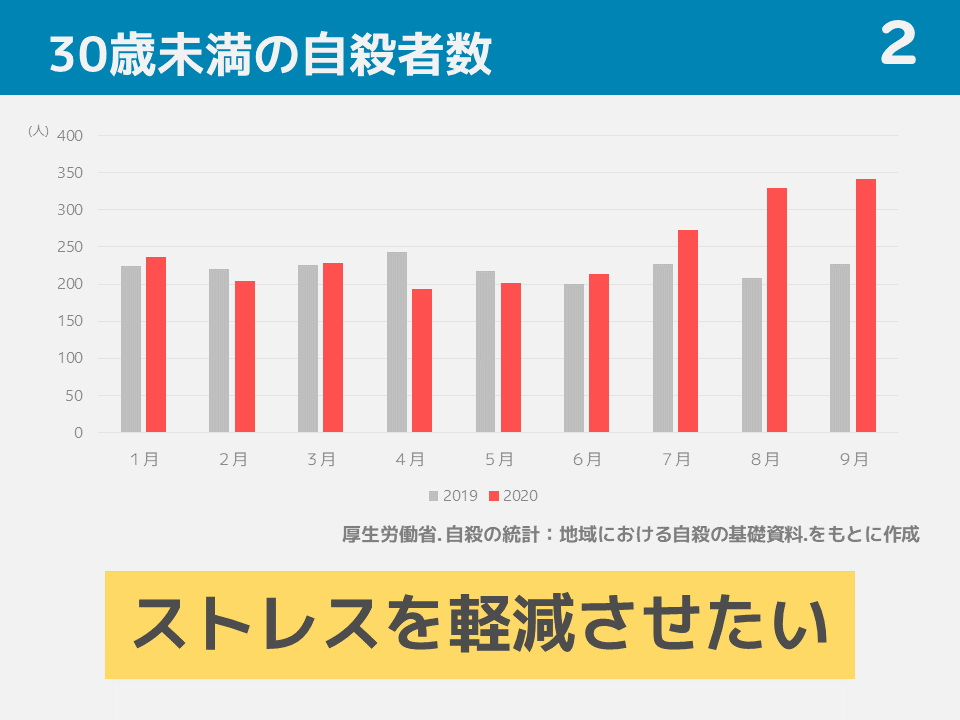 30歳未満の自殺者数
2
(人)
400
350
300
250
200
150
100
50
0
1月 2月 3月 4月 5月 6月 7月 8月 9月
2019 2020
厚生労働省.自殺の統計：地域における自殺の基礎資料.をもとに作成
ストレスを軽減させたい